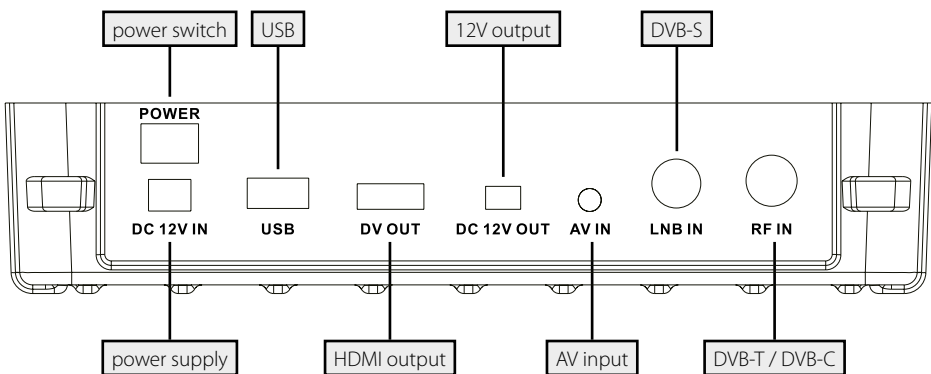 power switch USB 12V output DVB-S
POWER
DC 12V IN USB DV OUT DC 12V OUT AV IN LNB IN RF IN
power supply HDMI output AV input DVB-T / DVB-C